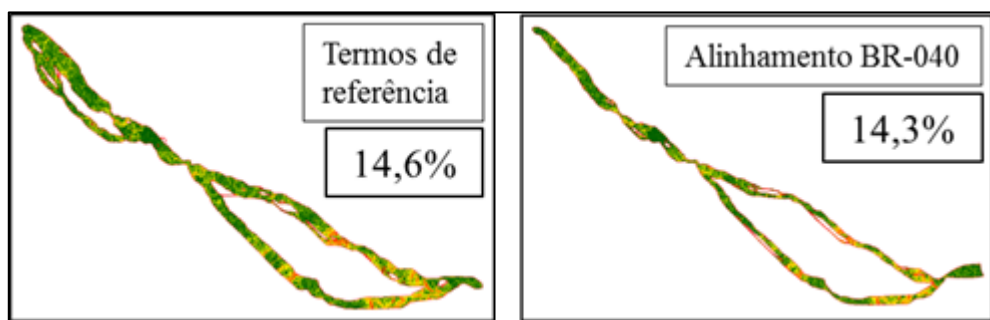 Termos de
referência
14,6%
Alinhamento BR-040
14,3%